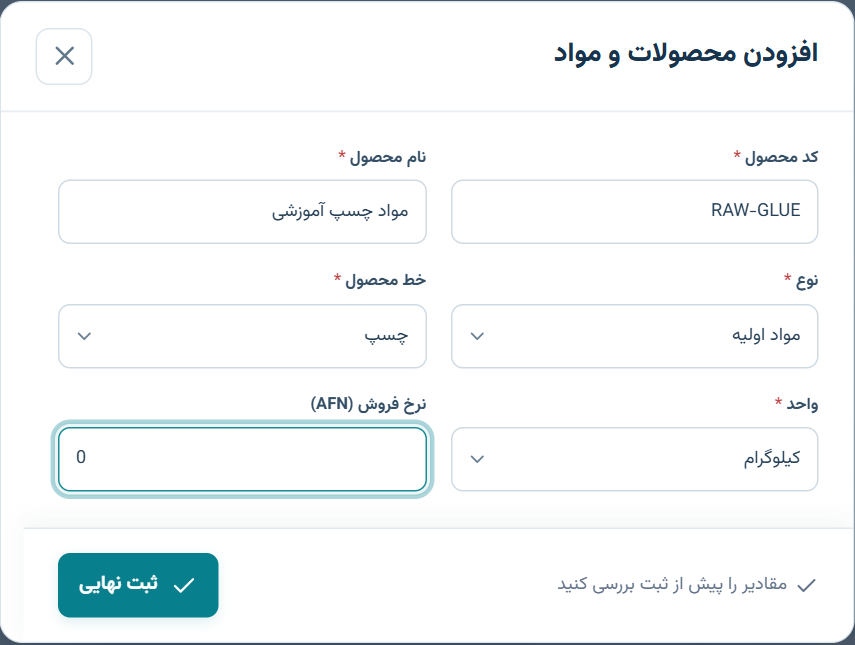 افزودن محصولات و مواد
کد محصول *
نام محصول *
RAW-GLUE
مواد چسپ آموزشی
نوع *
خط محصول *
مواد اولیه
چسپ
واحد *
نرخ فروش (AFN)
کیلوگرام
0
مقادیر را پیش از ثبت بررسی کنید
ثبت نهایی